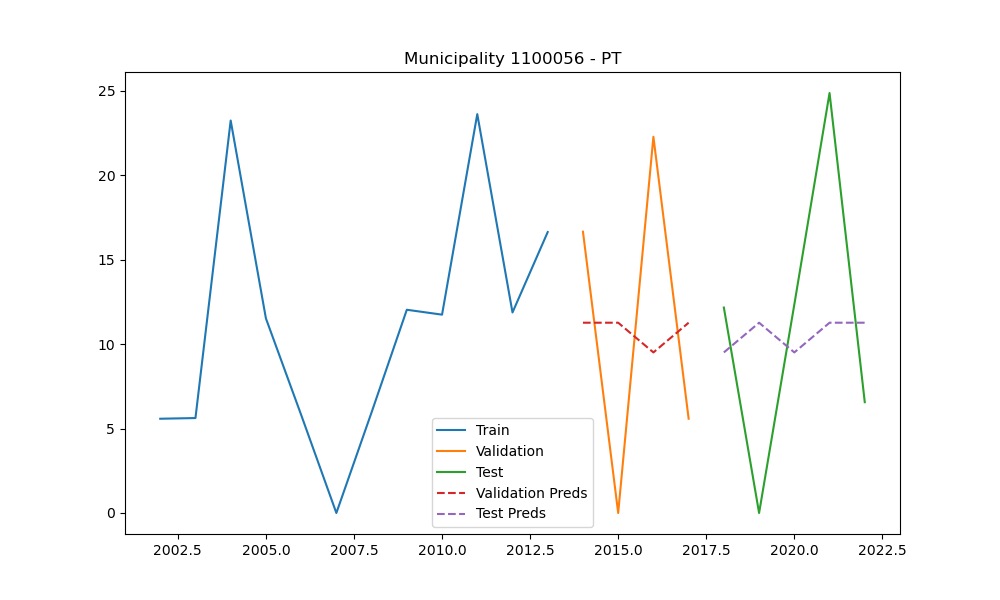 Municipality 1100056 - PT
25
20
15
10
5
0
Train
Validation
Test
Validation Preds
Test Preds
2002.5 2005.0 2007.5 2010.0 2012.5 2015.0 2017.5 2020.0 2022.5